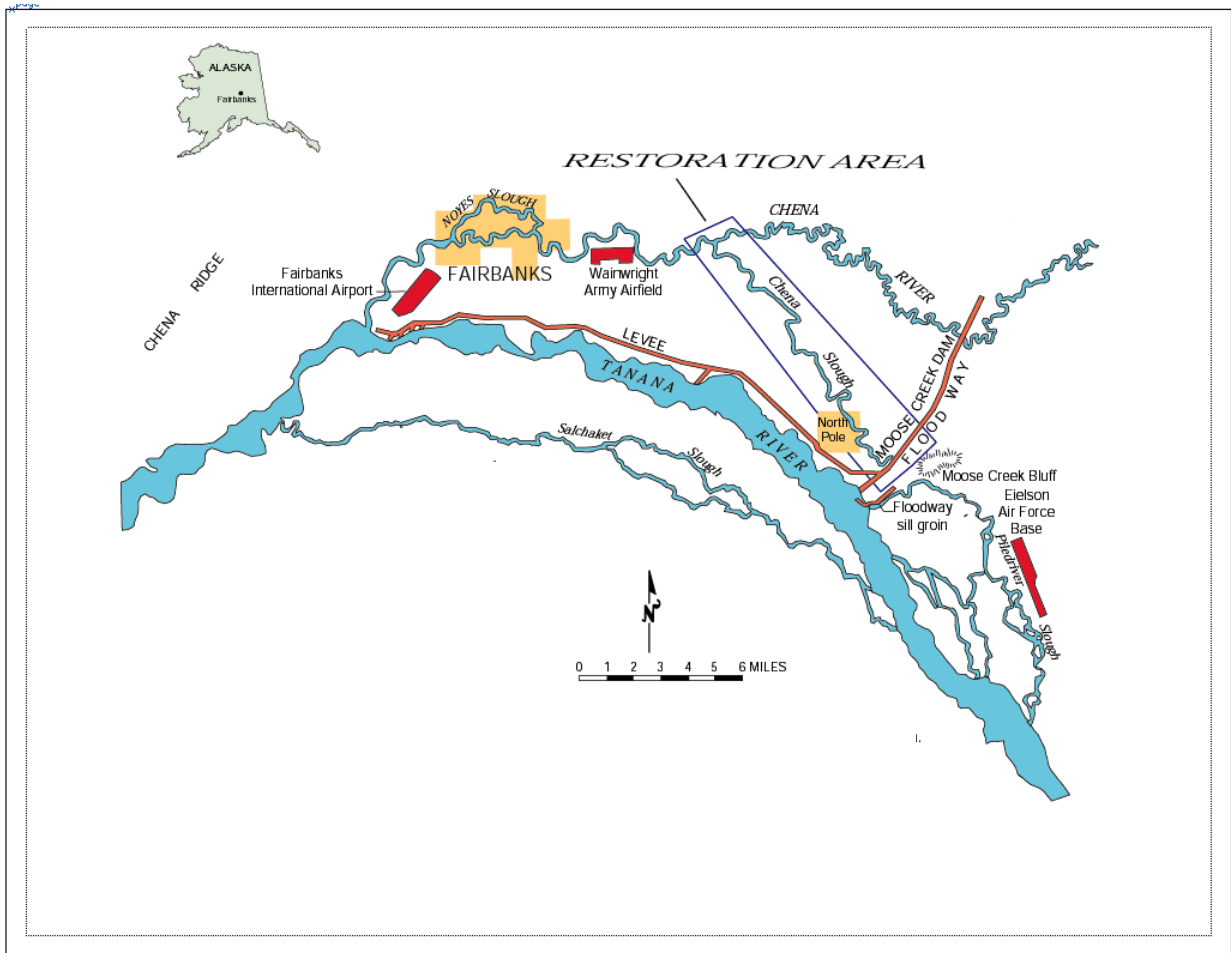 page
ALASKA
Fairbanks
RESTORATION AREA
NOYES SLOUGH
CHENA
RIVER
CHENA RIDGE
Fairbanks
International Airport
FAIRBANKS
Wainwright
Army Airfield
Chena
Slough
LEVEE
TANANA
RIVER
MOOSE CREEK DAM
FLOOD WAY
North
Pole
Salchaket
Slough
Moose Creek Bluff
Eielson
Air Force
Base
Floodway
sill groin
Piledriver
Slough
N
0 1 2 3 4 5 6 MILES